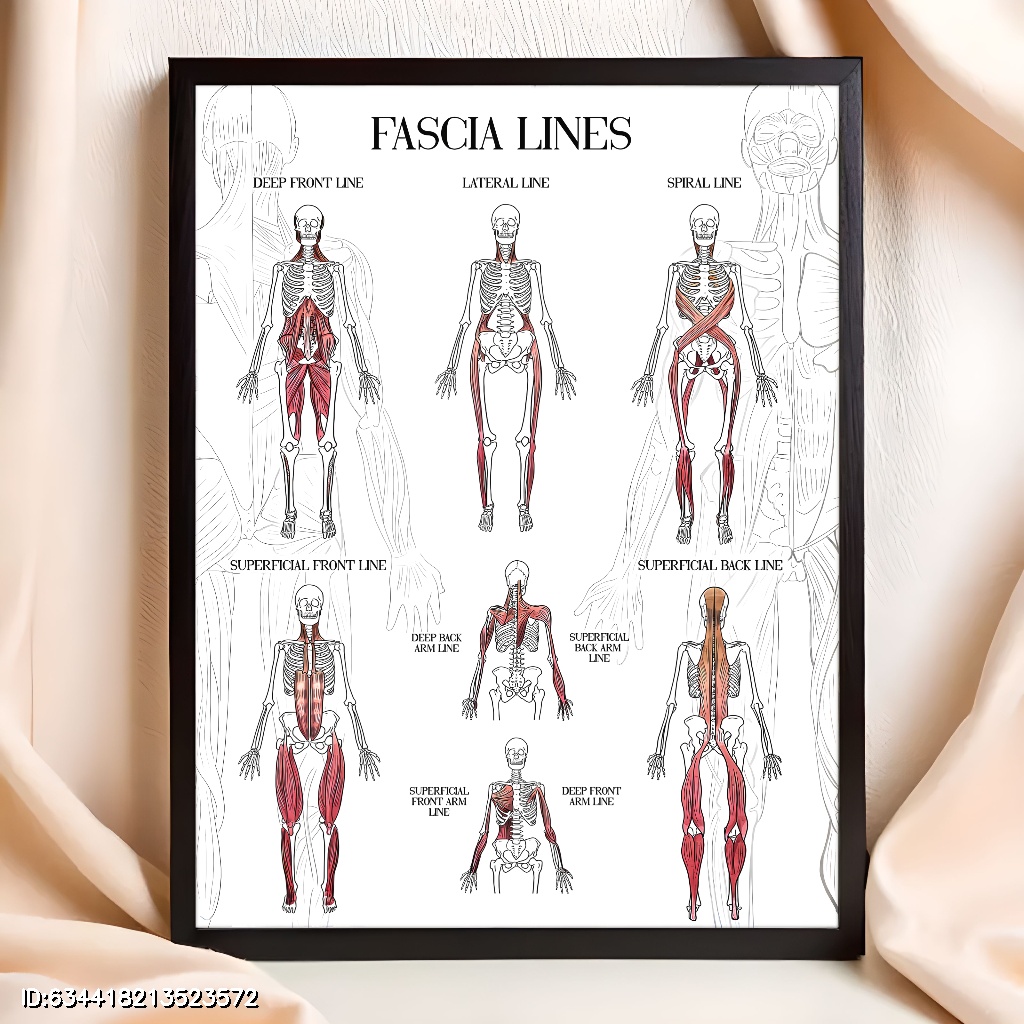 FASCIA LINES
DEEP FRONT LINE
LATERAL LINE
SPIRAL LINE
SUPERFICIAL FRONT LINE
SUPERFICIAL BACK LINE
DEEP BACK
ARM LINE
SUPERFICIAL
BACK ARM
LINE
SUPERFICIAL
FRONT ARM
LINE
DEEP FRONT
ARM LINE
ID:634418213523572